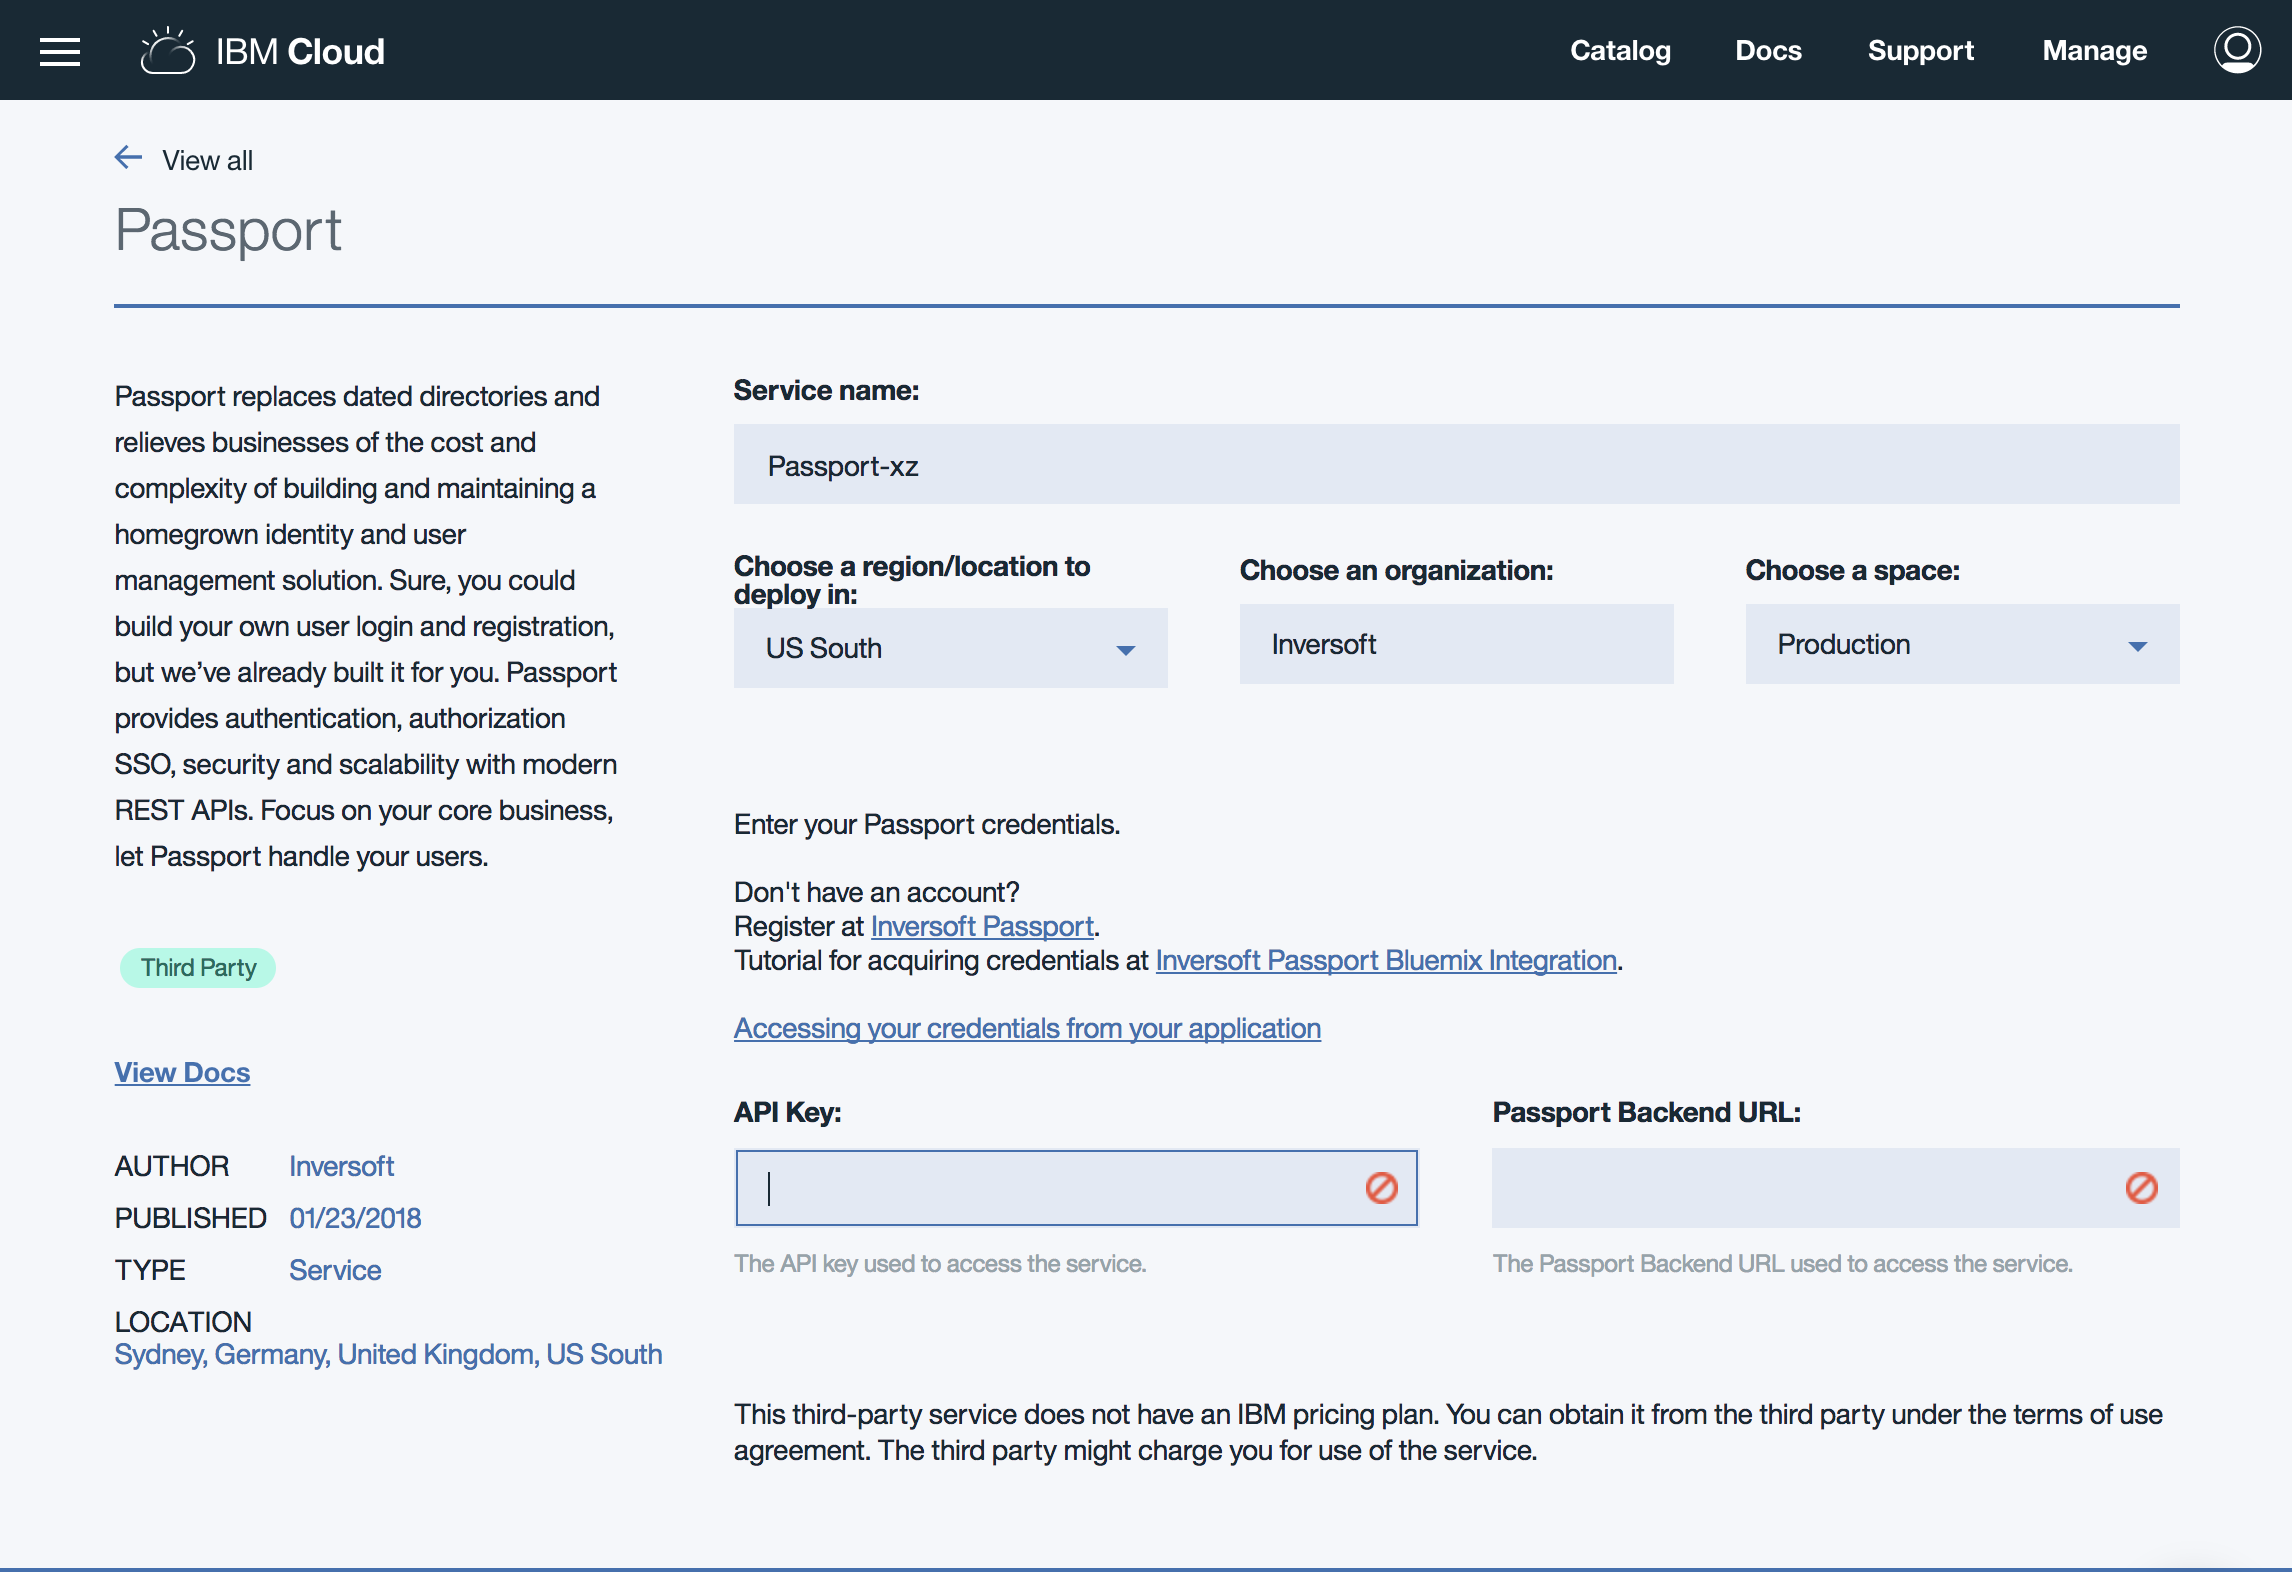 IBM Cloud
Catalog
Docs
Support
Manage
View all
Passport
Passport replaces dated directories and
relieves businesses of the cost and
complexity of building and maintaining a
homegrown identity and user
management solution. Sure, you could
build your own user login and registration,
but we’ve already built it for you. Passport
provides authentication, authorization
SSO, security and scalability with modern
REST APIs. Focus on your core business,
let Passport handle your users.
Third Party
View Docs
AUTHOR Inversoft
PUBLISHED 01/23/2018
TYPE Service
LOCATION
Sydney, Germany, United Kingdom, US South
Service name:
Passport-xz
Choose a region/location to
deploy in:
US South
Choose an organization:
Inversoft
Choose a space:
Production
Enter your Passport credentials.
Don't have an account?
Register at Inversoft Passport.
Tutorial for acquiring credentials at Inversoft Passport Bluemix Integration.
Accessing your credentials from your application
API Key:
The API key used to access the service.
Passport Backend URL:
The Passport Backend URL used to access the service.
This third-party service does not have an IBM pricing plan. You can obtain it from the third party under the terms of use
agreement. The third party might charge you for use of the service.